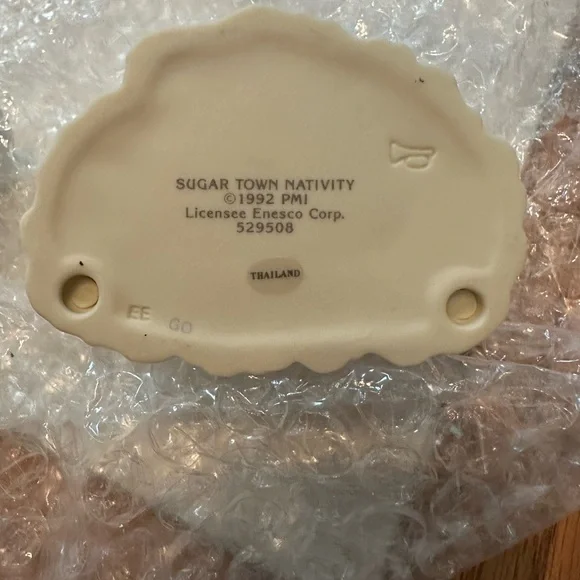 SUGAR TOWN NATIVITY
©1992 PMI
Licensee Enesco Corp.
529508
THAILAND
EE GO